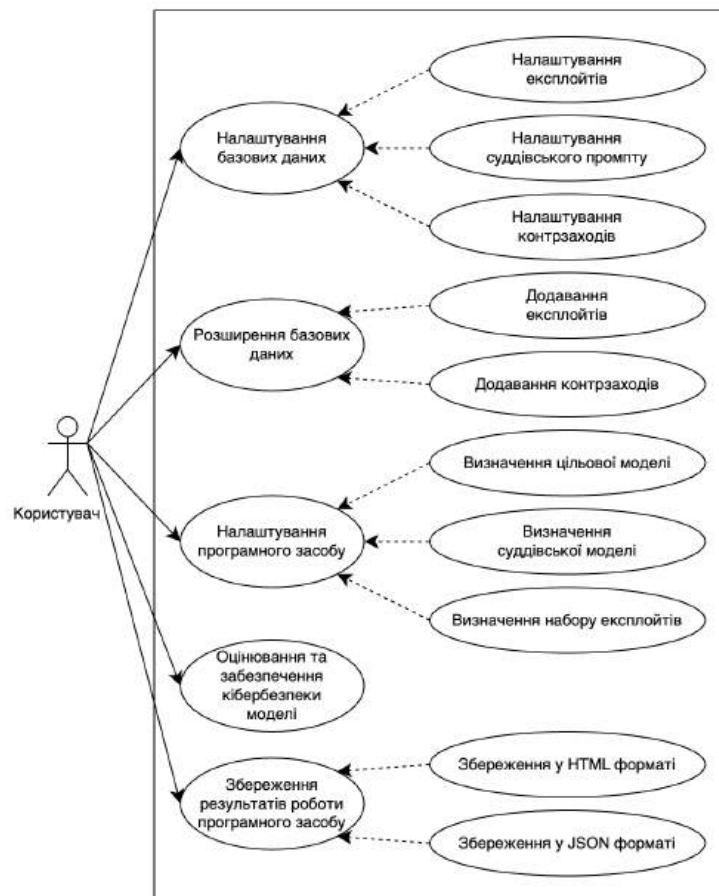 Налаштування
експлойтів
Налаштування
базових даних
Налаштування
суддівського промпту
Налаштування
контрзаходів
Додавання
експлойтів
Розширення базових
даних
Додавання контрзаходів
Визначення цільової моделі
Користувач
Налаштування
програмного засобу
Визначення
суддівської моделі
Визначення набору експлойтів
Оцінювання та
забезпечення
кібербезпеки
моделі
Збереження
результатів роботи
програмного засобу
Збереження у HTML форматі
Збереження у JSON форматі